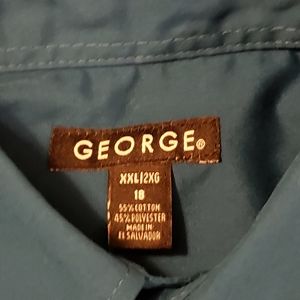 GEORGE®
XXL/2XG
18
55% COTTON
45% POLYESTER
MADE IN
EL SALVADOR